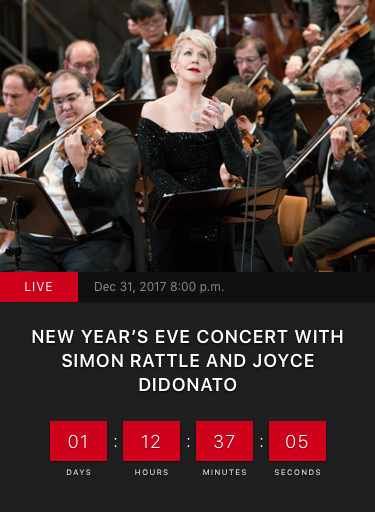 LIVE Dec 31, 2017 8:00 p.m.
NEW YEAR’S EVE CONCERT WITH
SIMON RATTLE AND JOYCE
DIDONATO
01 : 12 : 37 : 05
DAYS HOURS MINUTES SECONDS